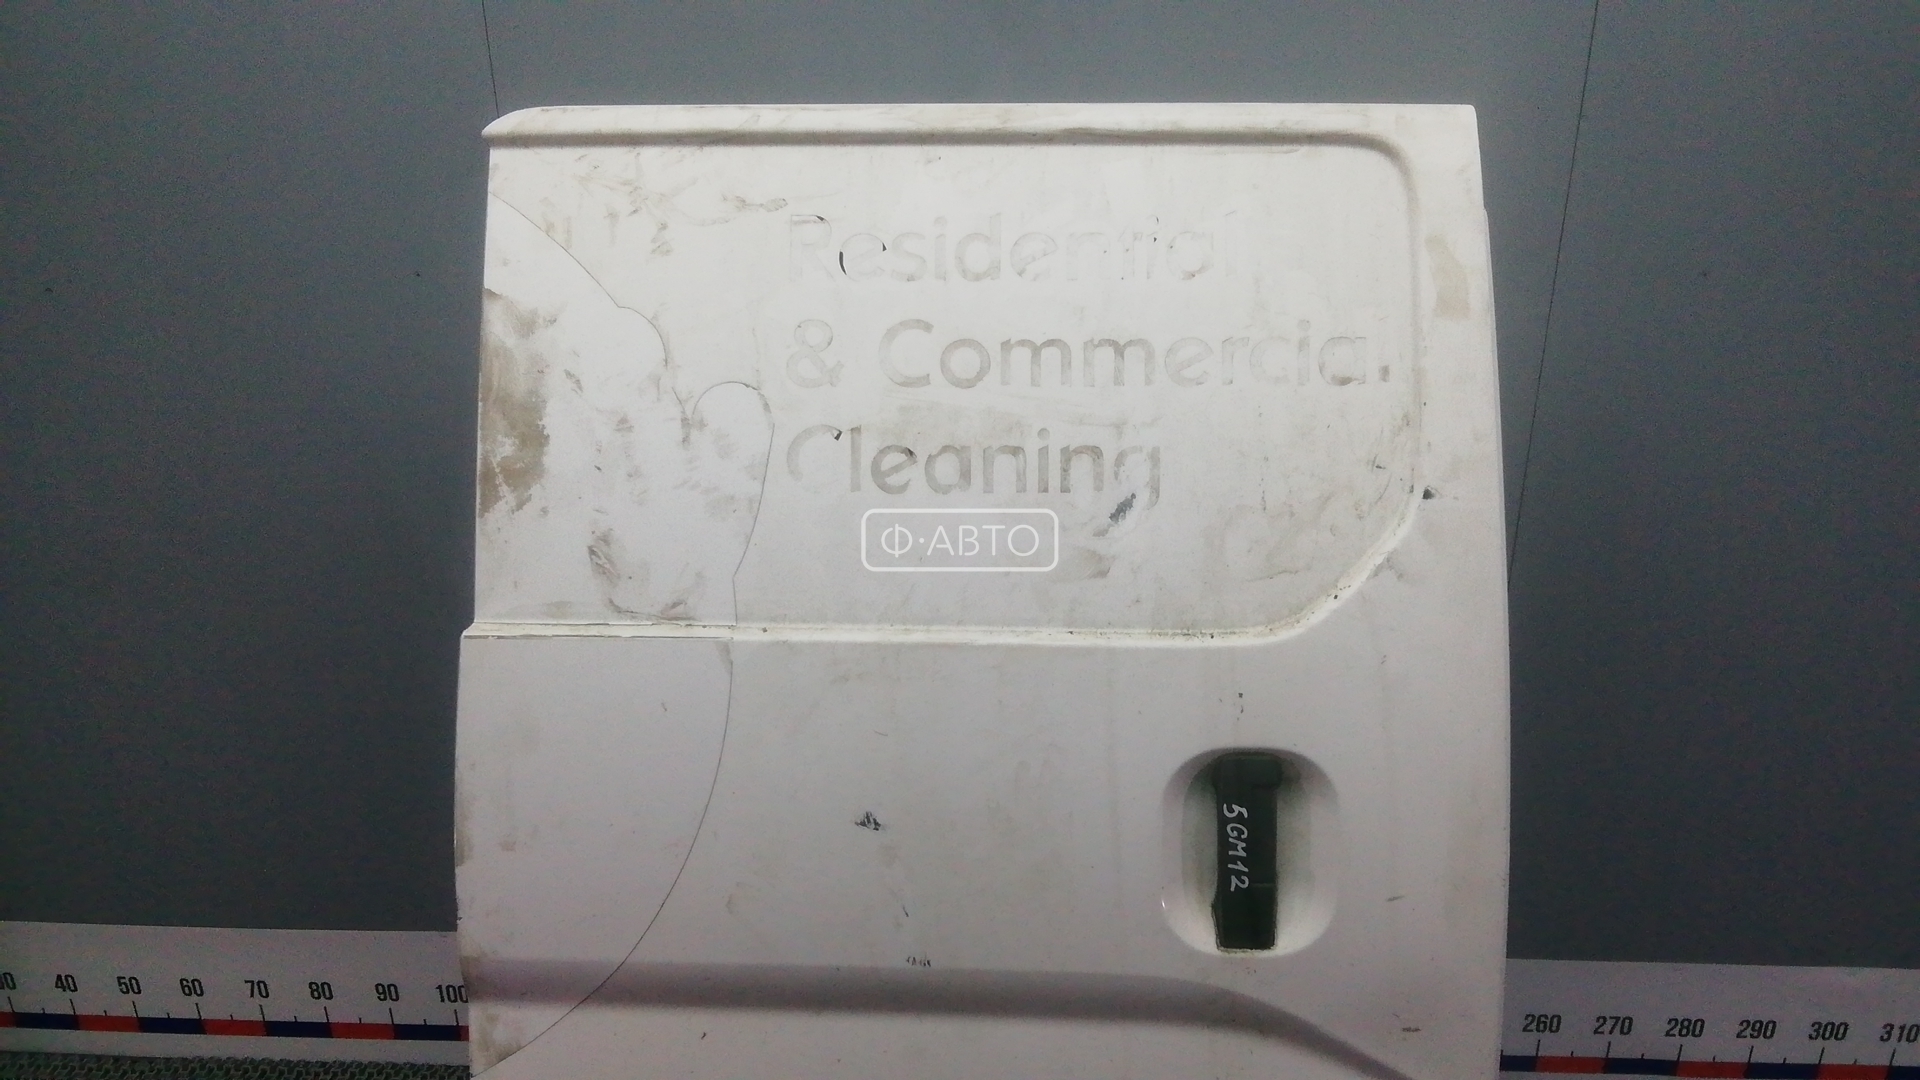 Residential
& Commercial
Cleaning
Ф·АВТО
5GM12
40 50 60 70 80 90 100
260 270 280 290 300 310